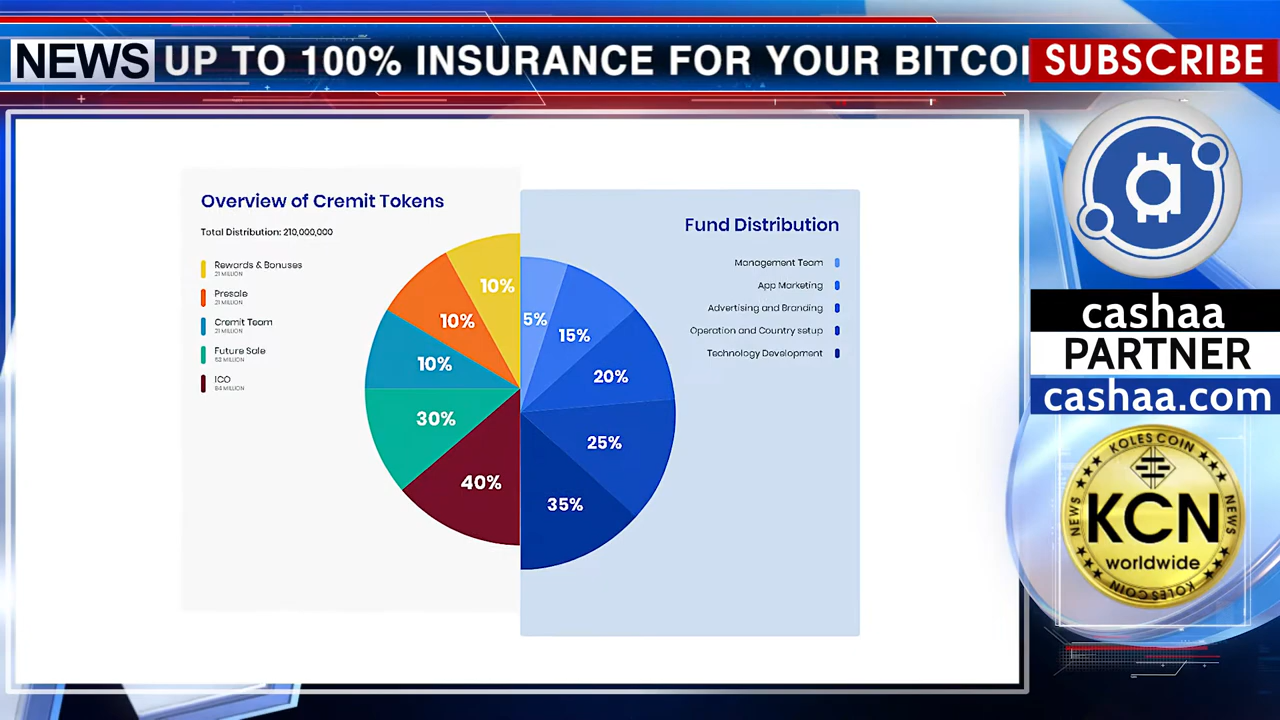 NEWS
UP TO 100% INSURANCE FOR YOUR BITCOI
SUBSCRIBE
Overview of Cremit Tokens
Total Distribution: 210,000,000
Rewards & Bonuses
21 MILLION
Presale
21 MILLION
Cremit Team
21 MILLION
Future Sale
ICO
84 MILLION
10%
10%
10%
30%
40%
Fund Distribution
Management Team
App Marketing
Advertising and Branding
Operation and Country setup
Technology Development
5%
15%
20%
25%
35%
a
cashaa
PARTNER
cashaa.com
KOLES COIN
NEWS
KCN
NEWS
worldwide
KOLES COIN